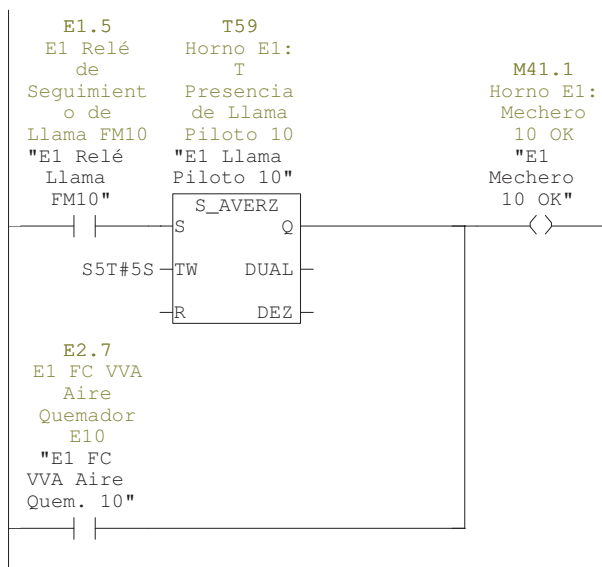 E1.5
E1 Relé
de
Seguimient
o de
Llama FM10
"E1 Relé
Llama
FM10"
T59
Horno E1:
T
Presencia
de Llama
Piloto 10
"E1 Llama
Piloto 10"
S_AVERZ
S Q
S5T#5S TW DUAL
R DEZ
M41.1
Horno E1:
Mechero
10 OK
"E1
Mechero
10 OK"
E2.7
E1 FC VVA
Aire
Quemador
E10
"E1 FC
VVA Aire
Quem. 10"